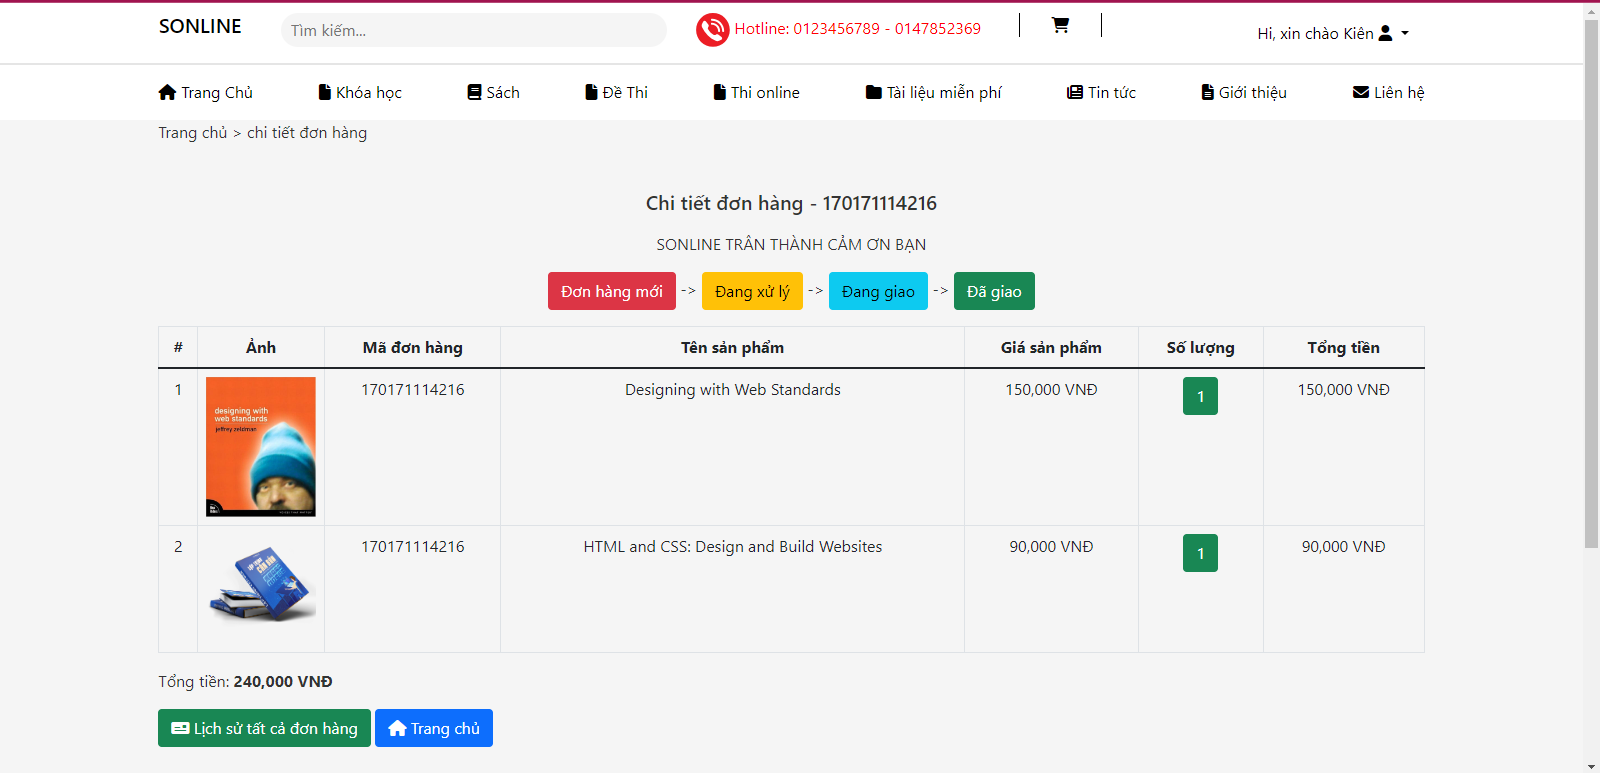 SONLINE
Tìm kiếm...
Hotline: 0123456789 - 0147852369
Hi, xin chào Kiên
Trang Chủ
Khóa học
Sách
Đề Thi
Thi online
Tài liệu miễn phí
Tin tức
Giới thiệu
Liên hệ
Trang chủ > chi tiết đơn hàng
Chi tiết đơn hàng - 170171114216
SONLINE TRÂN THÀNH CẢM ƠN BẠN
Đơn hàng mới -> Đang xử lý -> Đang giao -> Đã giao
# Ảnh Mã đơn hàng Tên sản phẩm Giá sản phẩm Số lượng Tổng tiền
1 170171114216 Designing with Web Standards 150,000 VNĐ 1 150,000 VNĐ
designing with
web standards
jeffrey zeldman
2 170171114216 HTML and CSS: Design and Build Websites 90,000 VNĐ 1 90,000 VNĐ
Tổng tiền: 240,000 VNĐ
Lịch sử tất cả đơn hàng
Trang chủ